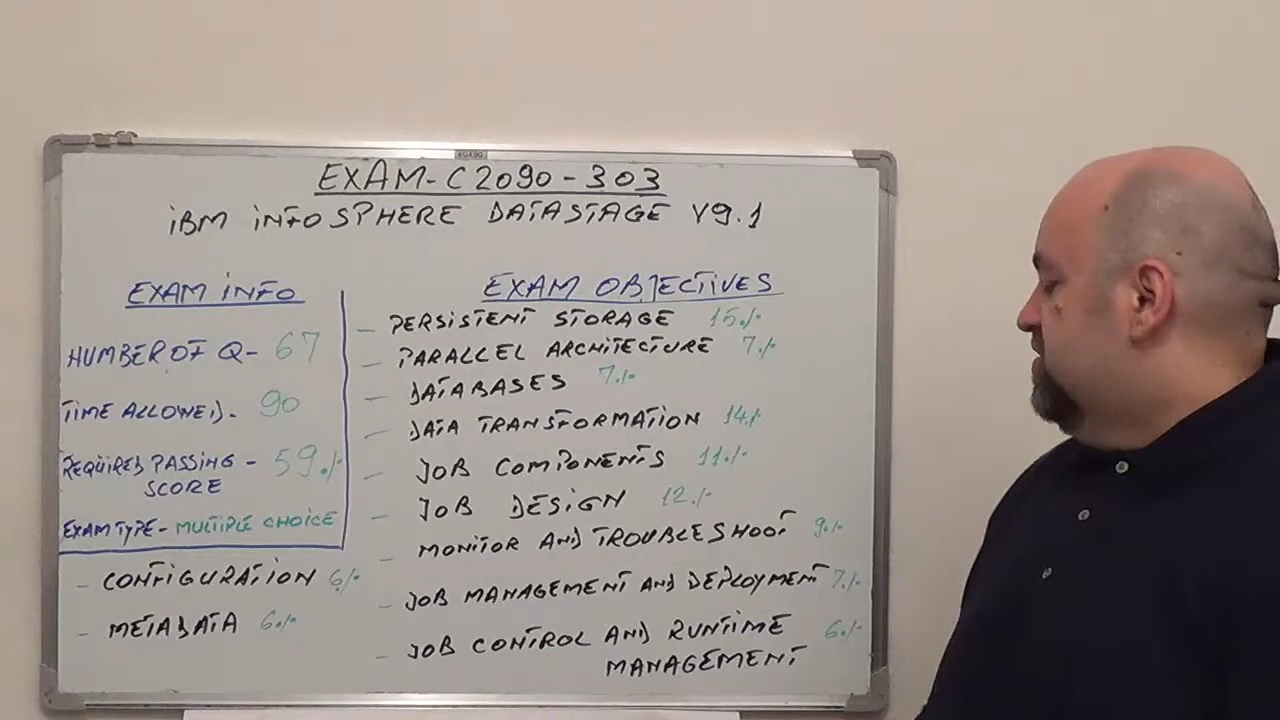 EXAM-C2090-303
IBM INFOSPHERE DATASTAGE V9.1
EXAM INFO
NUMBER OF Q- 67
TIME ALLOWED- 90
REQUIRED PASSING - 59%
SCORE
EXAM TYPE- MULTIPLE CHOICE
- CONFIGURATION 6%
- METADATA 6%
EXAM OBJECTIVES
- PERSISTENT STORAGE 15%
- PARALLEL ARCHITECTURE 7%
- DATABASES 7%
- DATA TRANSFORMATION 14%
- JOB COMPONENTS 11%
- JOB DESIGN 12%
- MONITOR AND TROUBLESHOOT 9%
- JOB MANAGEMENT AND DEPLOYMENT 7%
- JOB CONTROL AND RUNTIME 6%
MANAGEMENT